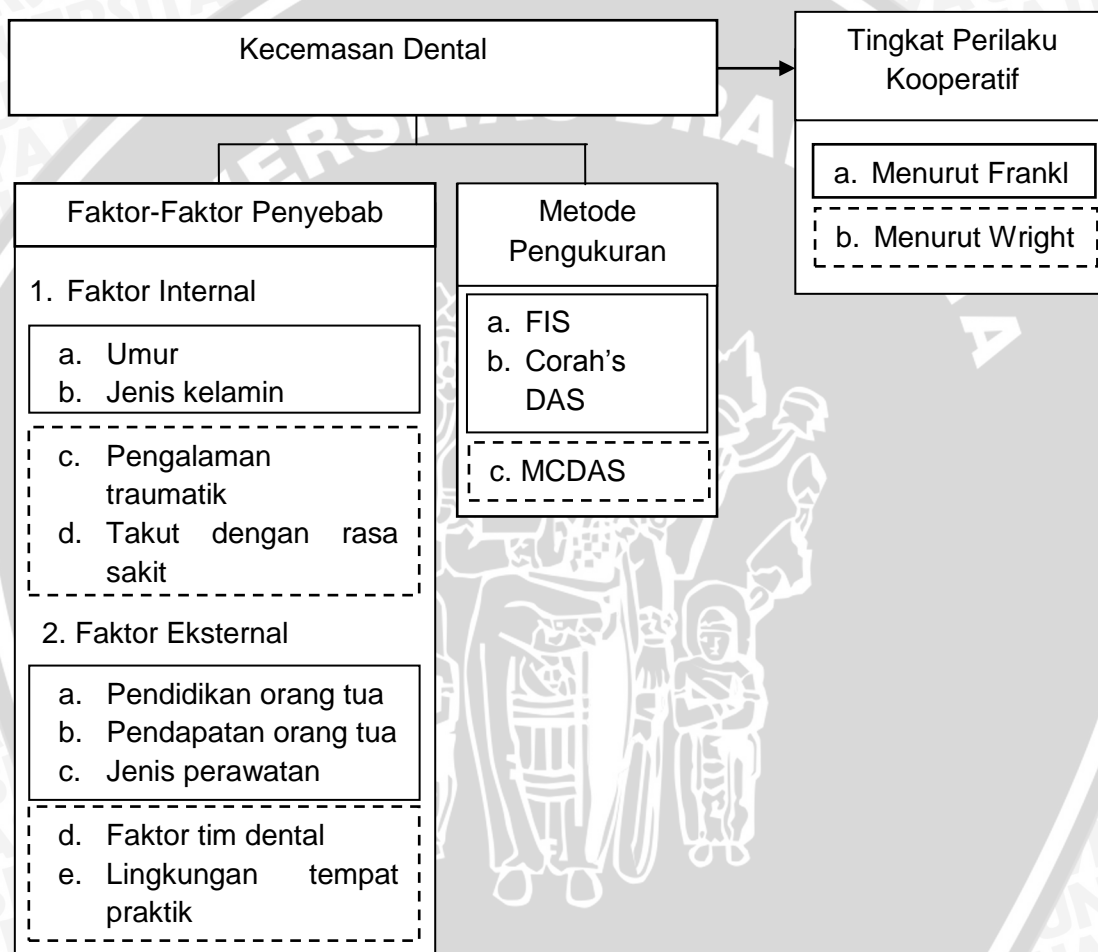 Kecemasan Dental
Tingkat Perilaku
Kooperatif
a. Menurut Frankl
b. Menurut Wright
Faktor-Faktor Penyebab
1. Faktor Internal
a. Umur
b. Jenis kelamin
c. Pengalaman
traumatik
d. Takut dengan rasa
sakit
2. Faktor Eksternal
a. Pendidikan orang tua
b. Pendapatan orang tua
c. Jenis perawatan
d. Faktor tim dental
e. Lingkungan tempat
praktik
Metode
Pengukuran
a. FIS
b. Corah’s
DAS
c. MCDAS